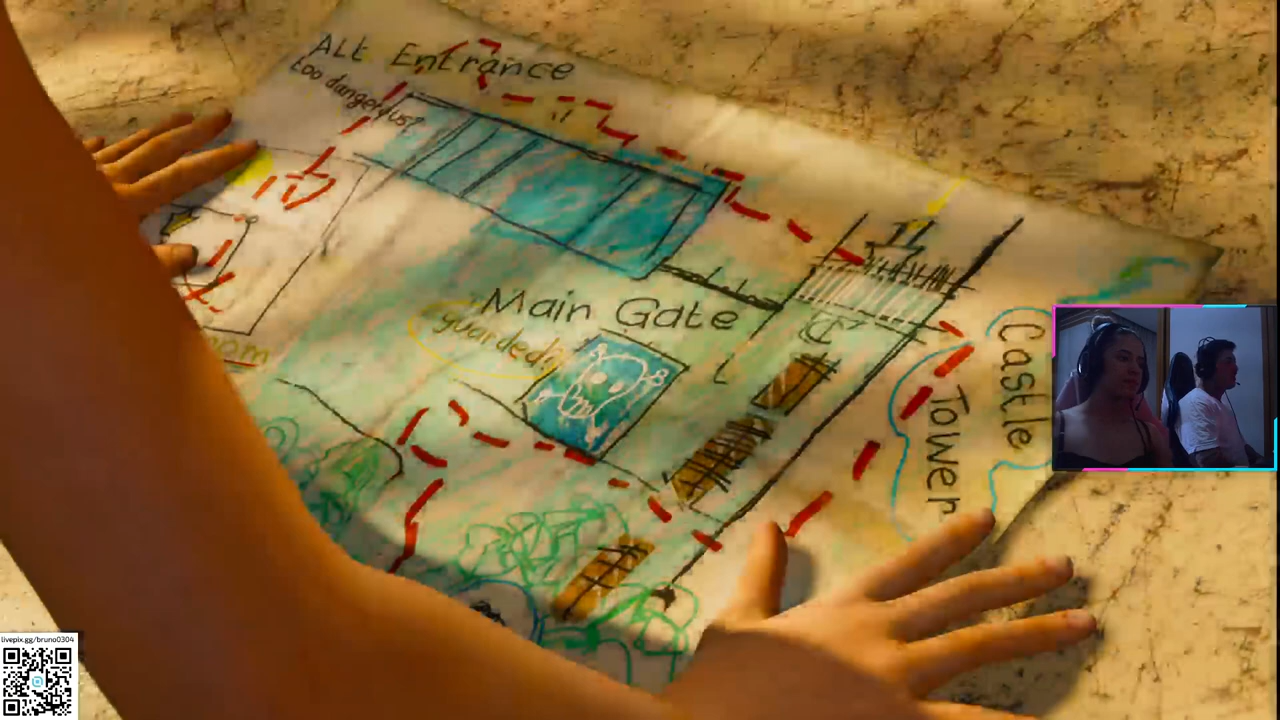 Alt Entrance
too dangerous?
Main Gate
guarded?
Castle
Tower
livepix.gg/bruno0304